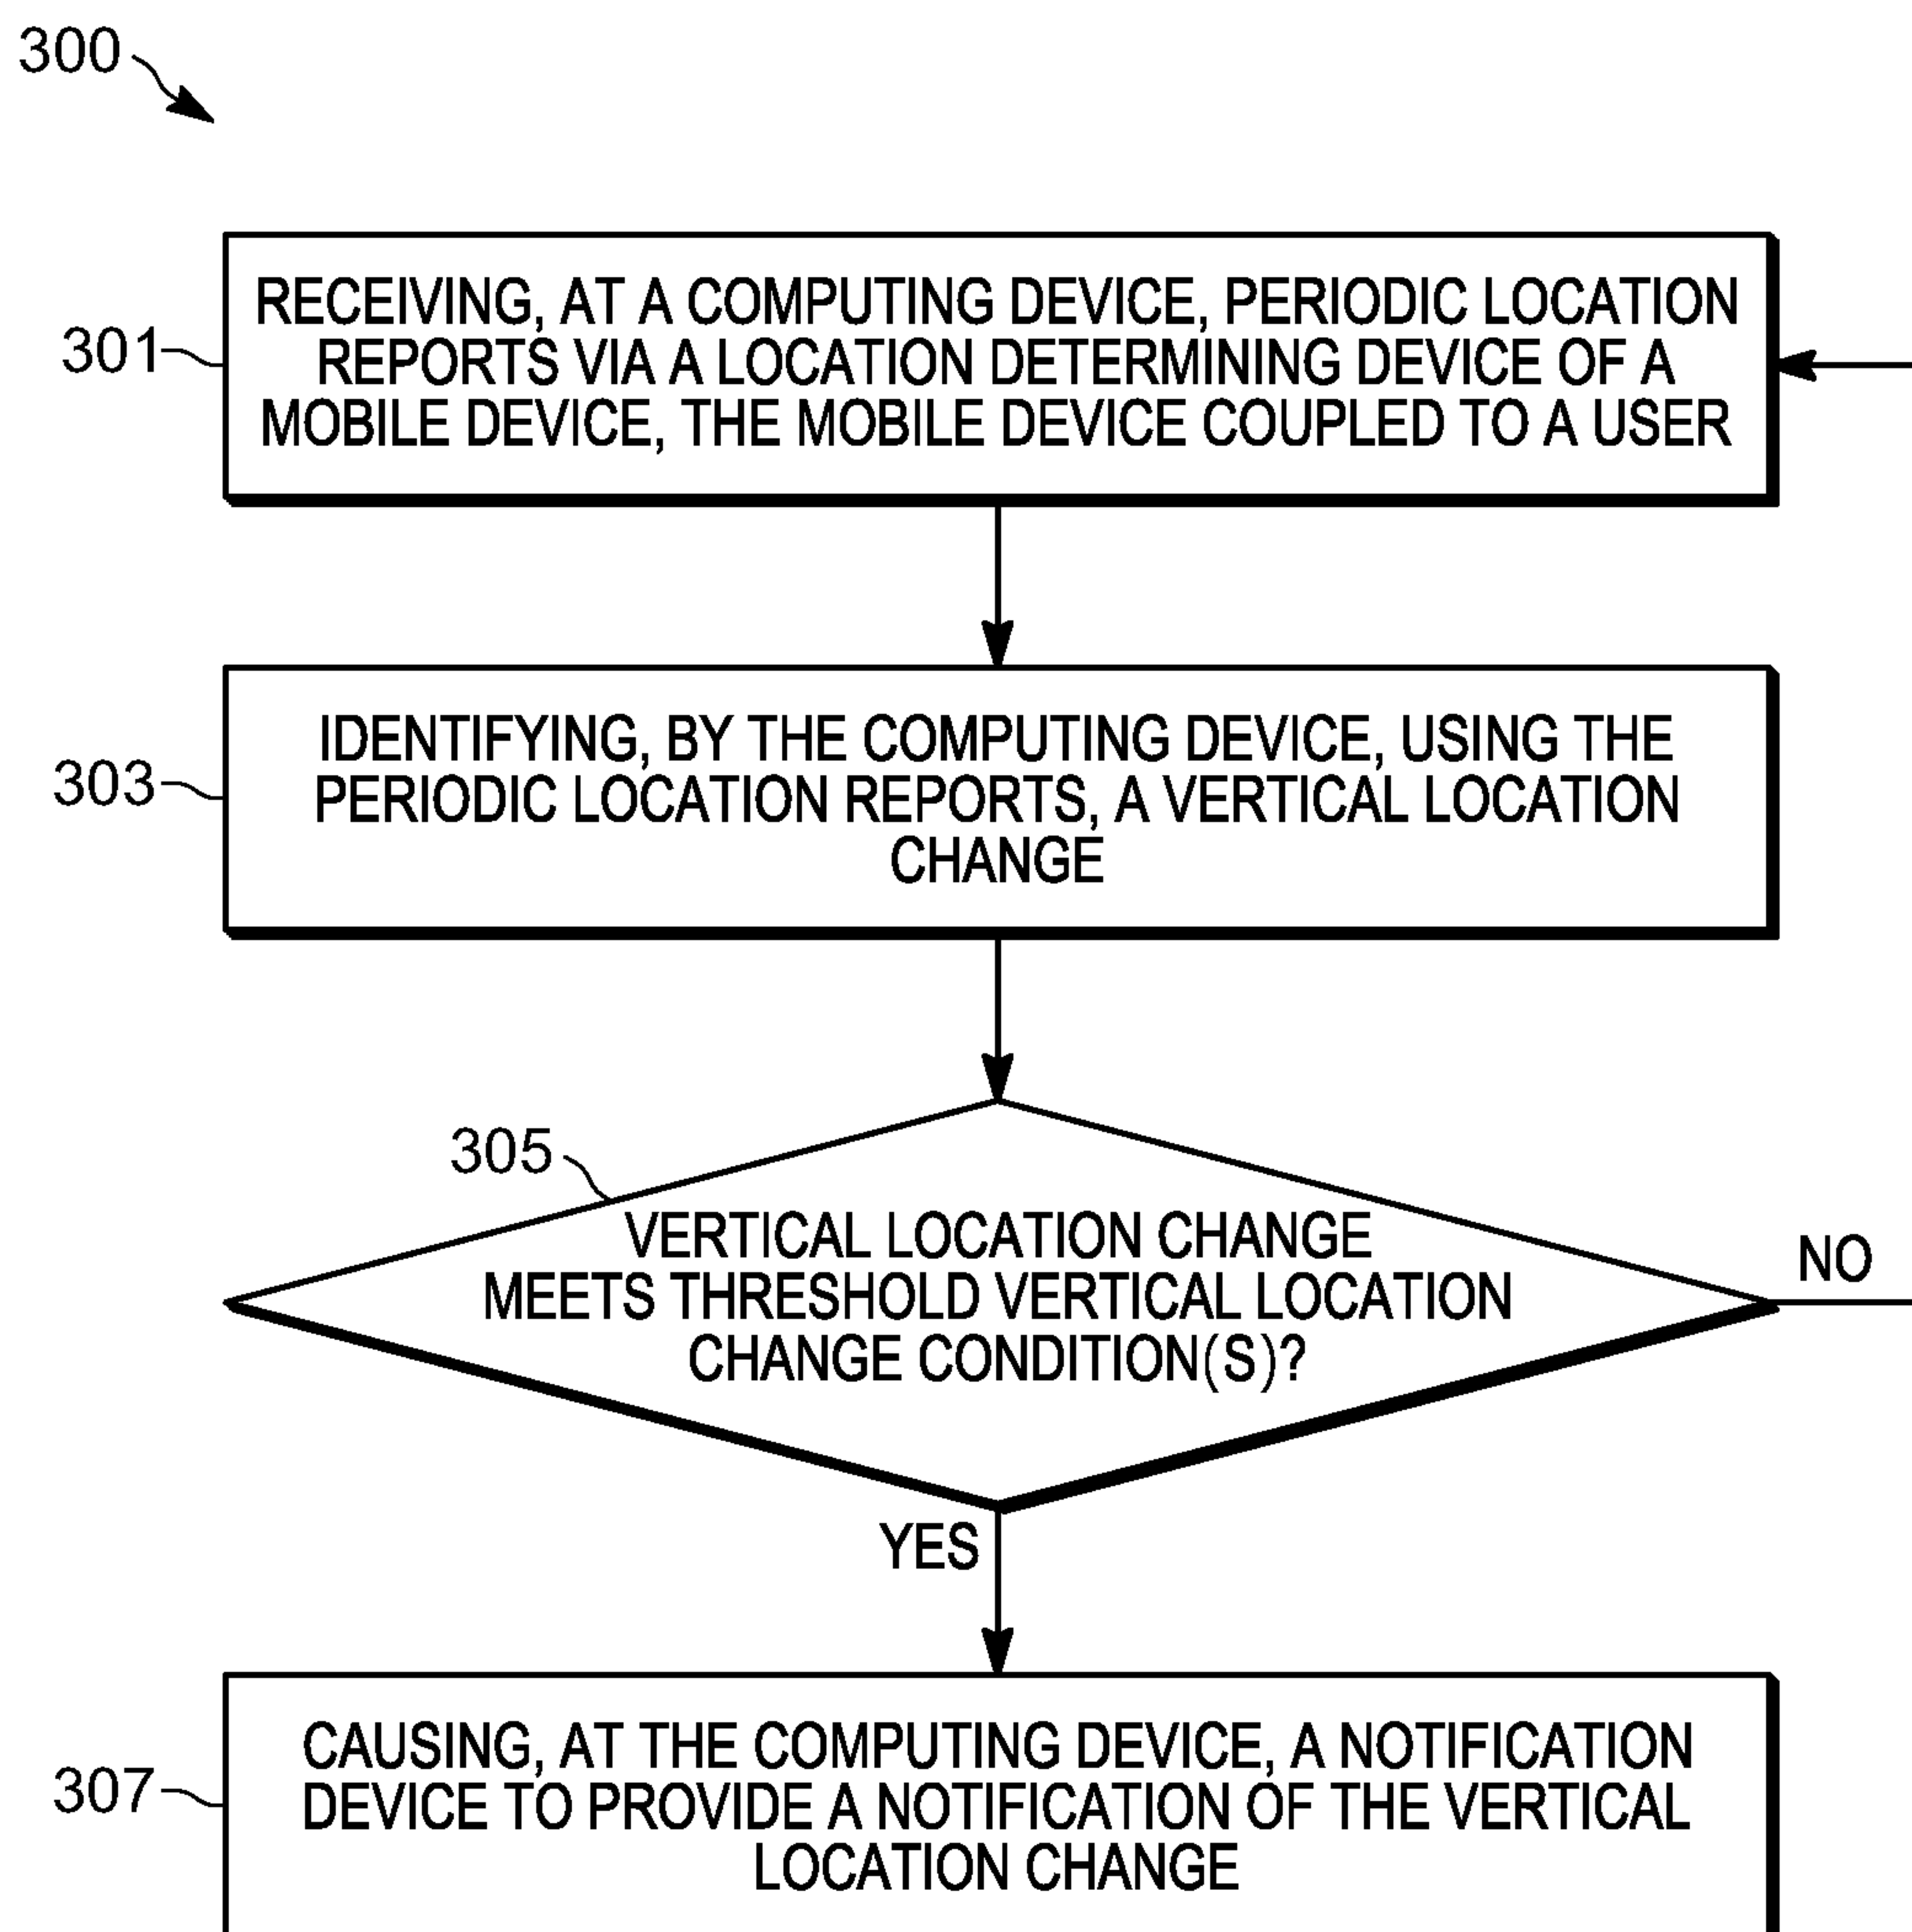 300
301
RECEIVING, AT A COMPUTING DEVICE, PERIODIC LOCATION
REPORTS VIA A LOCATION DETERMINING DEVICE OF A
MOBILE DEVICE, THE MOBILE DEVICE COUPLED TO A USER
303
IDENTIFYING, BY THE COMPUTING DEVICE, USING THE
PERIODIC LOCATION REPORTS, A VERTICAL LOCATION
CHANGE
305
VERTICAL LOCATION CHANGE
MEETS THRESHOLD VERTICAL LOCATION
CHANGE CONDITION(S)?
NO
YES
307
CAUSING, AT THE COMPUTING DEVICE, A NOTIFICATION
DEVICE TO PROVIDE A NOTIFICATION OF THE VERTICAL
LOCATION CHANGE